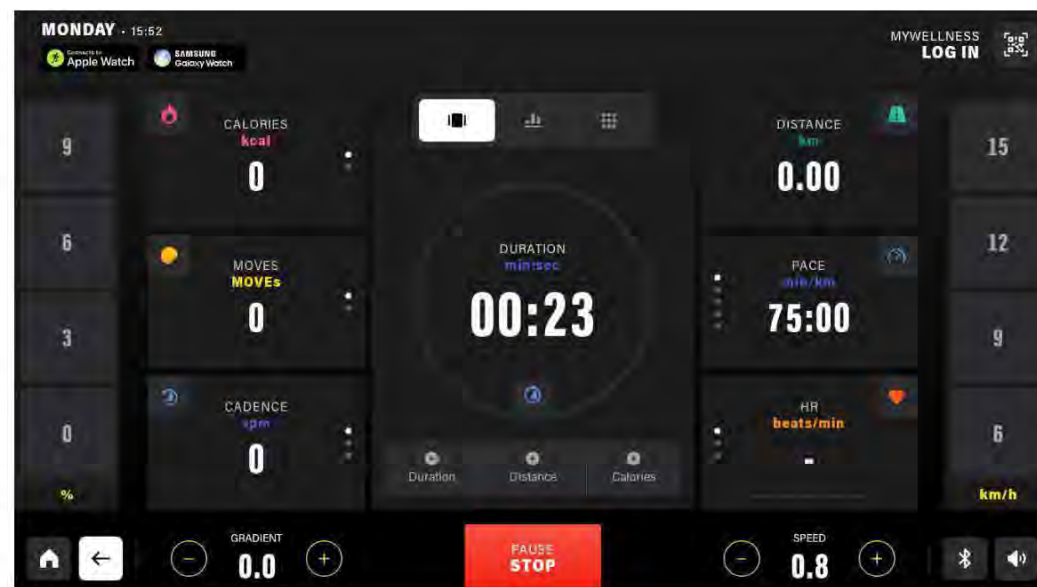 MONDAY · 15:52
Connects to
Apple Watch
SAMSUNG
Galaxy Watch
MYWELLNESS
LOG IN
9
6
3
0
%
CALORIES
kcal
0
MOVES
MOVEs
0
CADENCE
spm
0
DURATION
min:sec
00:23
Duration
Distance
Calories
DISTANCE
km
0.00
PACE
min/km
75:00
HR
beats/min
-
15
12
9
6
km/h
GRADIENT
0.0
PAUSE
STOP
SPEED
0.8